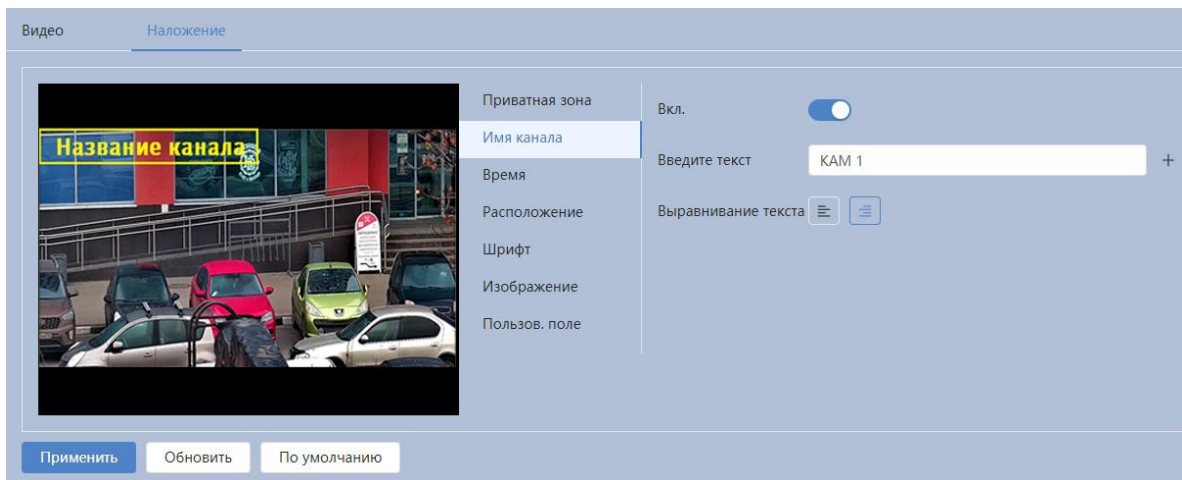 Видео
Наложение
Название канала
Приватная зона
Имя канала
Время
Расположение
Шрифт
Изображение
Пользов. поле
Вкл.
Введите текст
КАМ 1
Выравнивание текста
Применить
Обновить
По умолчанию